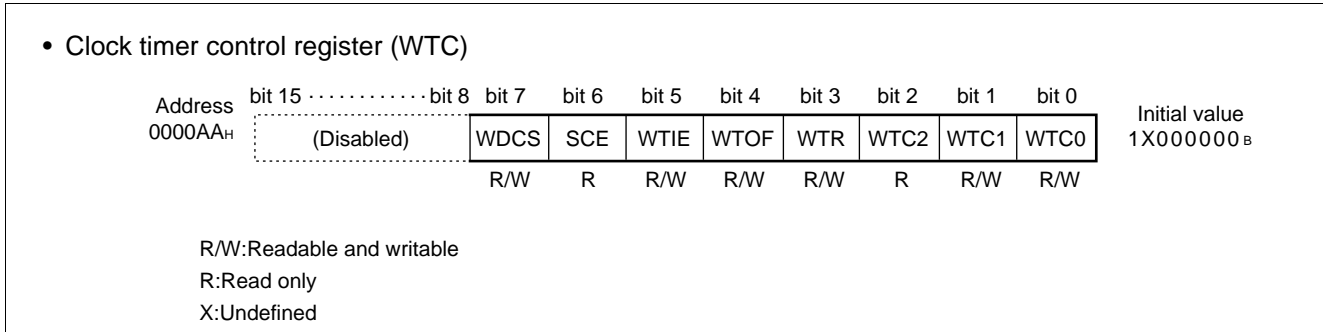 • Clock timer control register (WTC)
Address bit 15 · · · · · · · · · · · · bit 8 bit 7 bit 6 bit 5 bit 4 bit 3 bit 2 bit 1 bit 0 Initial value
0000AAH (Disabled) WDCS SCE WTIE WTOF WTR WTC2 WTC1 WTC0 1X000000B
R/W R R/W R/W R/W R R/W R/W
R/W:Readable and writable
R:Read only
X:Undefined